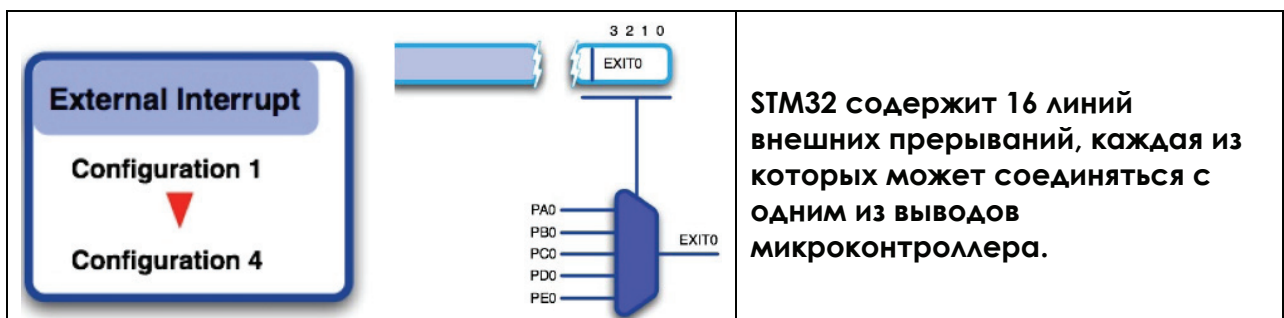 External Interrupt
Configuration 1
Configuration 4
3 2 1 0
EXIT0
PA0
PB0
PC0
PD0
PE0
EXIT0
STM32 содержит 16 линий
внешних прерываний, каждая из
которых может соединяться с
одним из выводов
микроконтроллера.